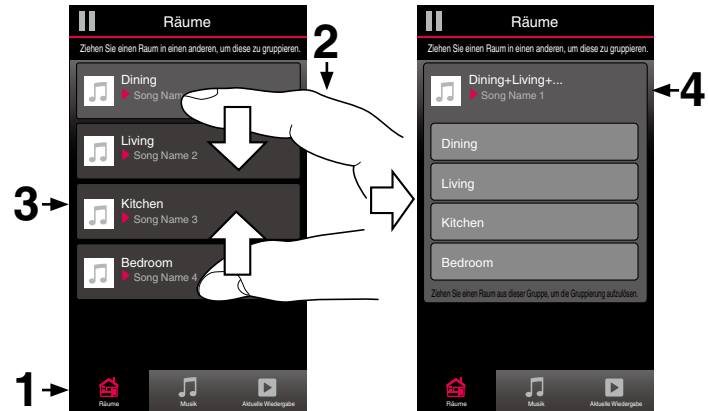 Räume
Ziehen Sie einen Raum in einen anderen, um diese zu gruppieren.
2
Dining
Song Nam
Living
Song Name 2
3
Kitchen
Song Name 3
Bedroom
Song Name 4
1
Räume
Musik
Aktuelle Wiedergabe
Räume
Ziehen Sie einen Raum in einen anderen, um diese zu gruppieren.
Dining+Living+...
Song Name 1
4
Dining
Living
Kitchen
Bedroom
Ziehen Sie einen Raum aus dieser Gruppe, um die Gruppierung aufzulösen.
Räume
Musik
Aktuelle Wiedergabe